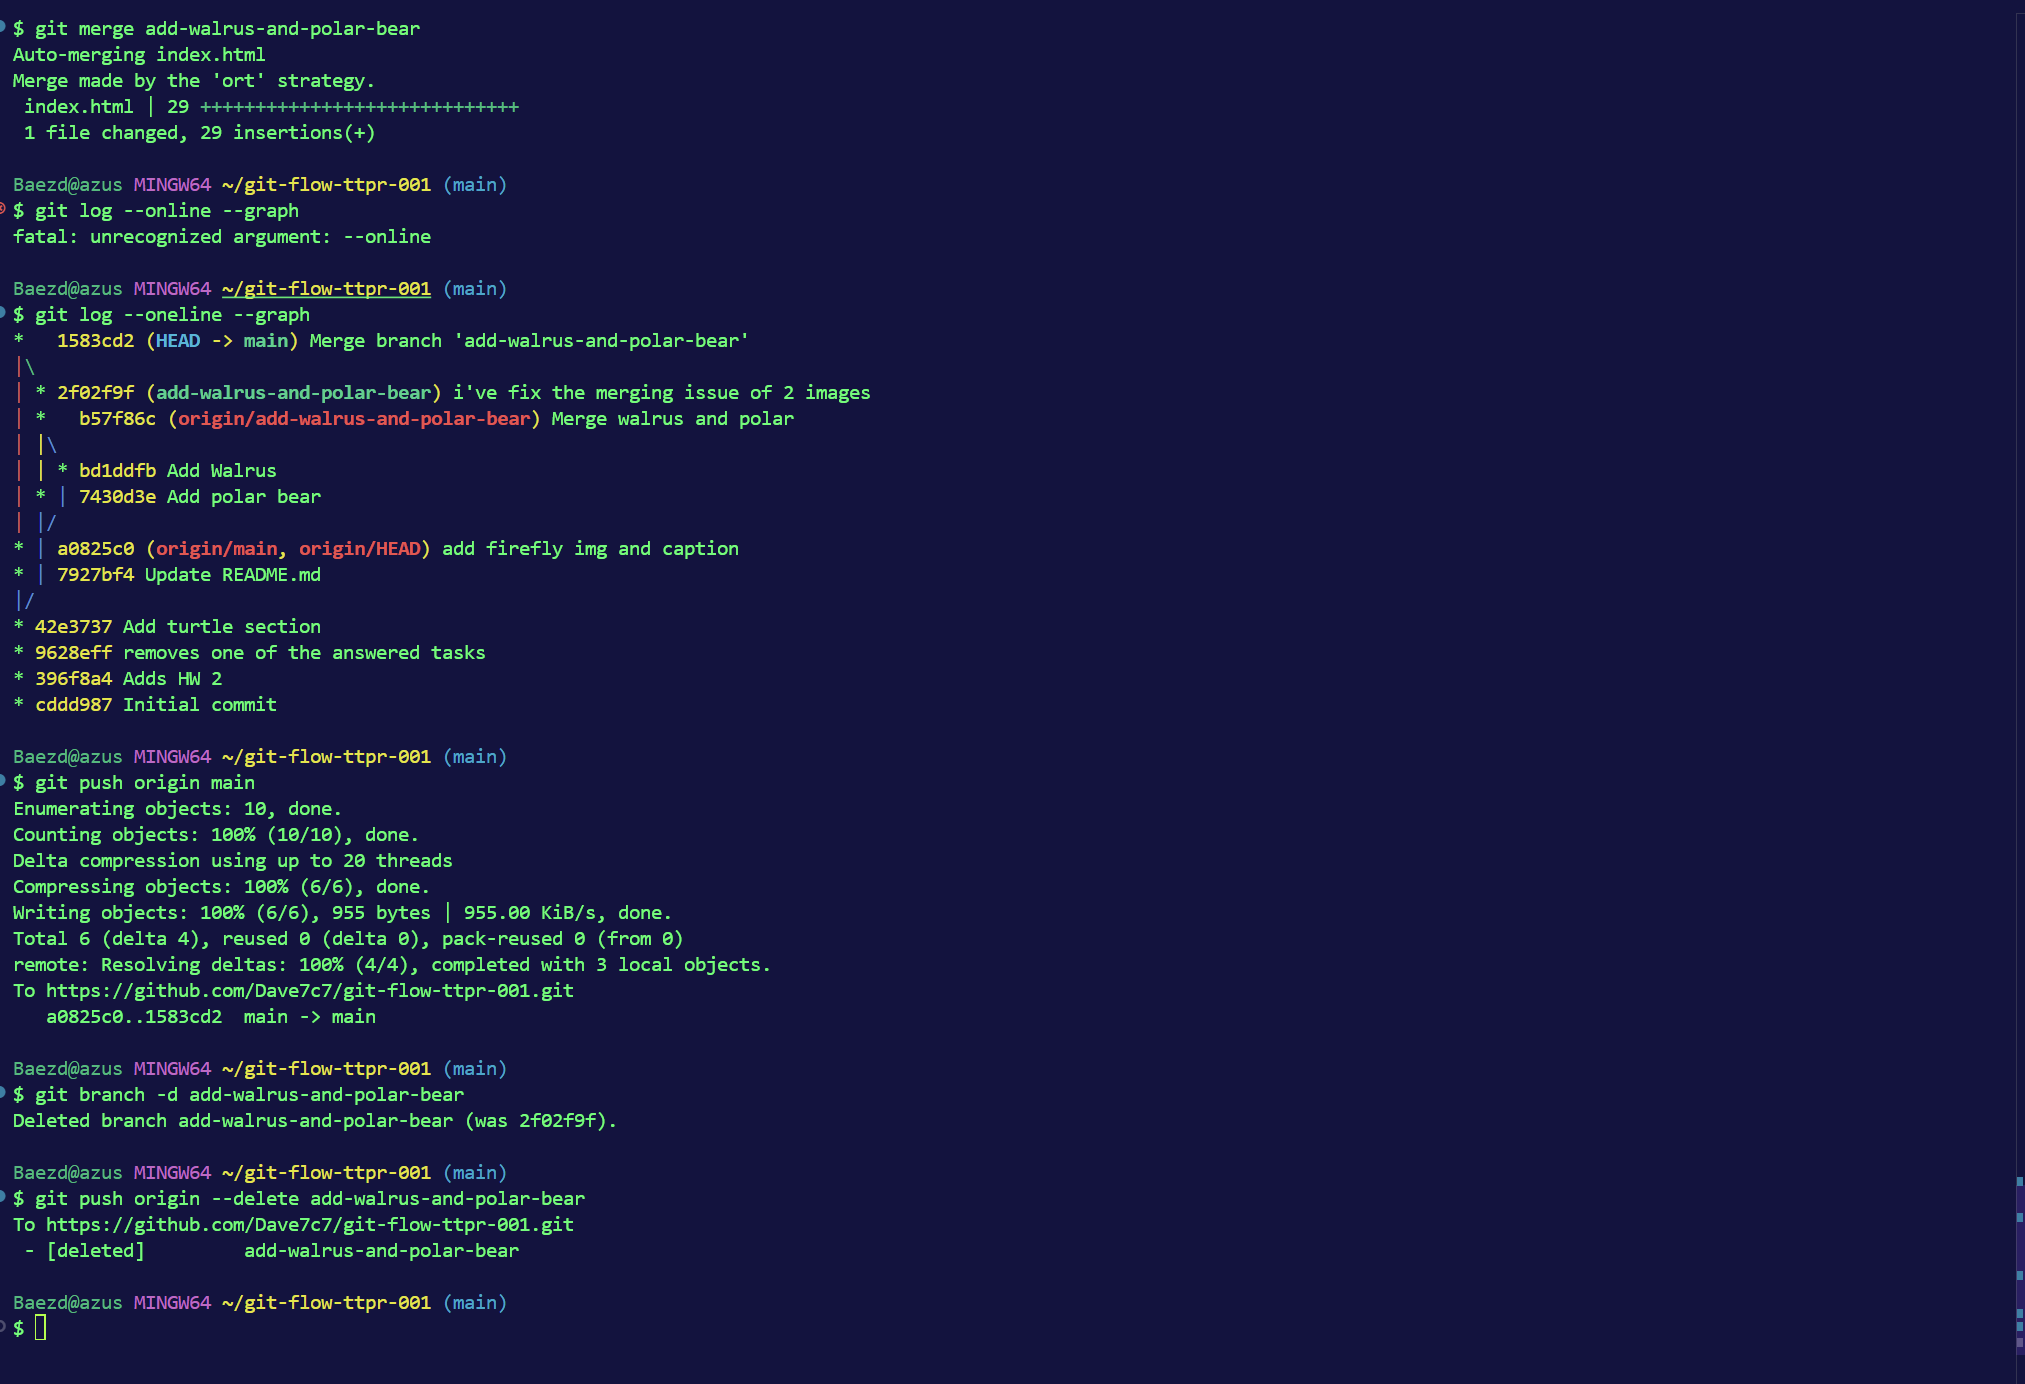 $ git merge add-walrus-and-polar-bear
Auto-merging index.html
Merge made by the 'ort' strategy.
 index.html | 29 +++++++++++++++++++++++++++++
 1 file changed, 29 insertions(+)

Baezd@azus MINGW64 ~/git-flow-ttpr-001 (main)
$ git log --online --graph
fatal: unrecognized argument: --online

Baezd@azus MINGW64 ~/git-flow-ttpr-001 (main)
$ git log --oneline --graph
*   1583cd2 (HEAD -> main) Merge branch 'add-walrus-and-polar-bear'
|\
| * 2f02f9f (add-walrus-and-polar-bear) i've fix the merging issue of 2 images
| *   b57f86c (origin/add-walrus-and-polar-bear) Merge walrus and polar
| |\
| | * bd1ddfb Add Walrus
| * | 7430d3e Add polar bear
| |/
* | a0825c0 (origin/main, origin/HEAD) add firefly img and caption
* | 7927bf4 Update README.md
|/
* 42e3737 Add turtle section
* 9628eff removes one of the answered tasks
* 396f8a4 Adds HW 2
* cddd987 Initial commit

Baezd@azus MINGW64 ~/git-flow-ttpr-001 (main)
$ git push origin main
Enumerating objects: 10, done.
Counting objects: 100% (10/10), done.
Delta compression using up to 20 threads
Compressing objects: 100% (6/6), done.
Writing objects: 100% (6/6), 955 bytes | 955.00 KiB/s, done.
Total 6 (delta 4), reused 0 (delta 0), pack-reused 0 (from 0)
remote: Resolving deltas: 100% (4/4), completed with 3 local objects.
To https://github.com/Dave7c7/git-flow-ttpr-001.git
   a0825c0..1583cd2  main -> main

Baezd@azus MINGW64 ~/git-flow-ttpr-001 (main)
$ git branch -d add-walrus-and-polar-bear
Deleted branch add-walrus-and-polar-bear (was 2f02f9f).

Baezd@azus MINGW64 ~/git-flow-ttpr-001 (main)
$ git push origin --delete add-walrus-and-polar-bear
To https://github.com/Dave7c7/git-flow-ttpr-001.git
 - [deleted]         add-walrus-and-polar-bear

Baezd@azus MINGW64 ~/git-flow-ttpr-001 (main)
$